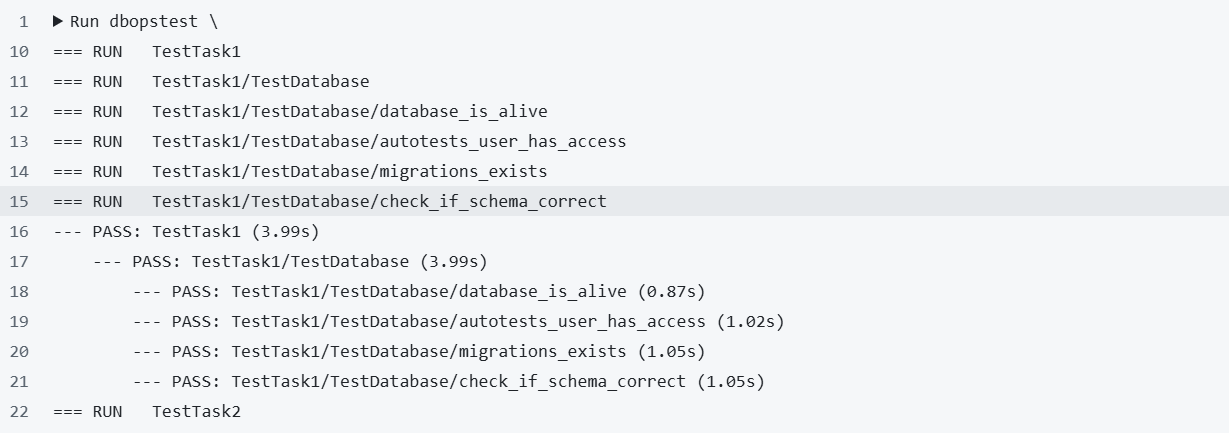 1 ▶ Run dbopstest \
10 === RUN   TestTask1
11 === RUN   TestTask1/TestDatabase
12 === RUN   TestTask1/TestDatabase/database_is_alive
13 === RUN   TestTask1/TestDatabase/autotests_user_has_access
14 === RUN   TestTask1/TestDatabase/migrations_exists
15 === RUN   TestTask1/TestDatabase/check_if_schema_correct
16 --- PASS: TestTask1 (3.99s)
17     --- PASS: TestTask1/TestDatabase (3.99s)
18         --- PASS: TestTask1/TestDatabase/database_is_alive (0.87s)
19         --- PASS: TestTask1/TestDatabase/autotests_user_has_access (1.02s)
20         --- PASS: TestTask1/TestDatabase/migrations_exists (1.05s)
21         --- PASS: TestTask1/TestDatabase/check_if_schema_correct (1.05s)
22 === RUN   TestTask2